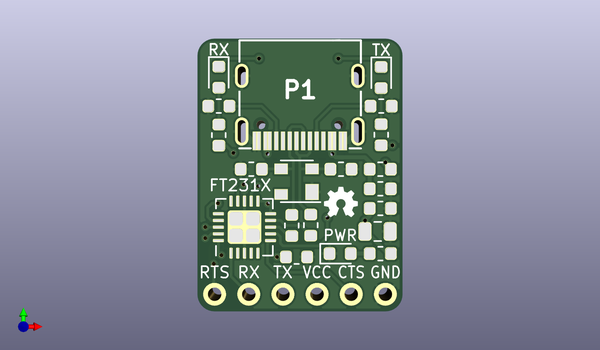 RX TX
P1
FT231X
PWR
RTS RX TX VCC CTS GND